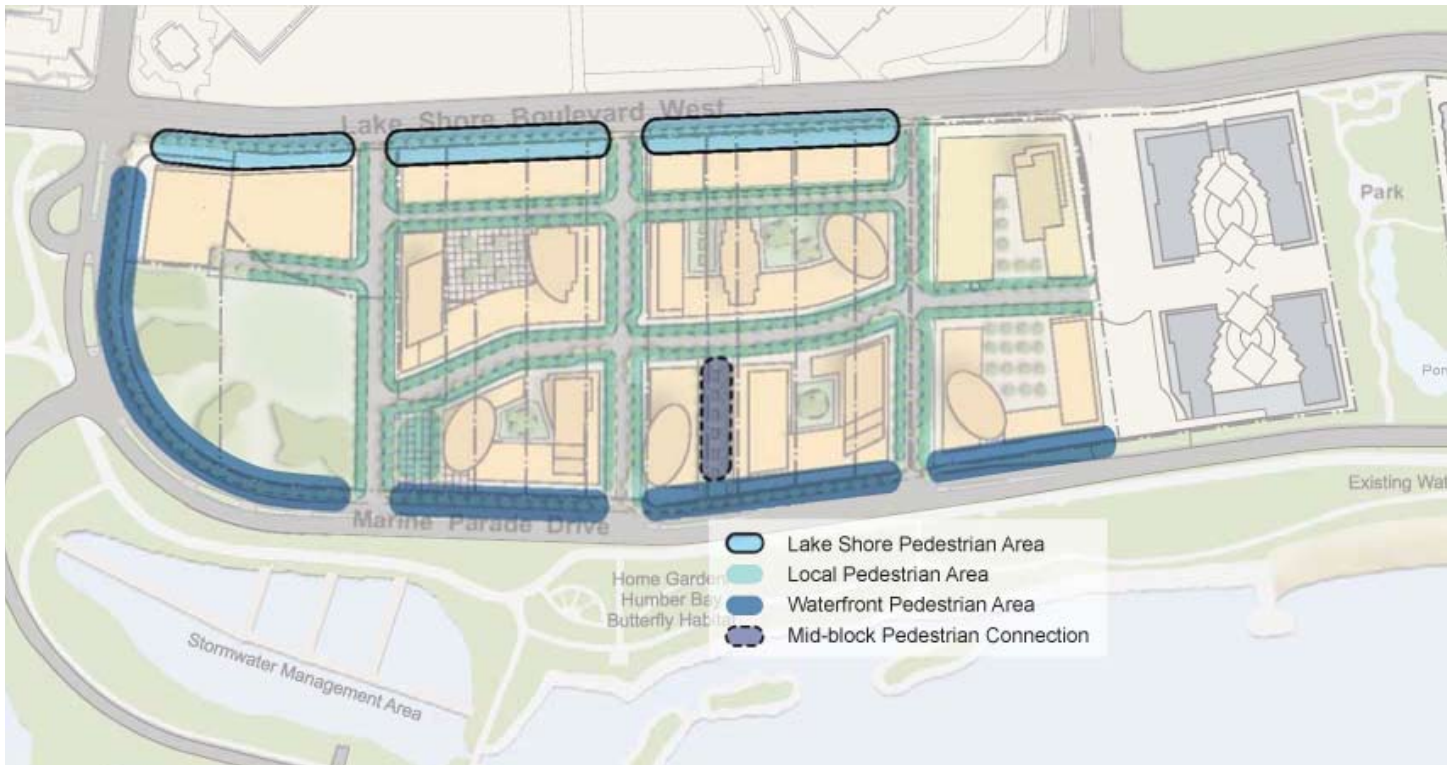 Lake Shore Boulevard West
Park
Marine Parade Drive
Existing Wat
Lake Shore Pedestrian Area
Local Pedestrian Area
Waterfront Pedestrian Area
Mid-block Pedestrian Connection
Home Garden
Humber Bay
Butterfly Habit
Stormwater Management Area